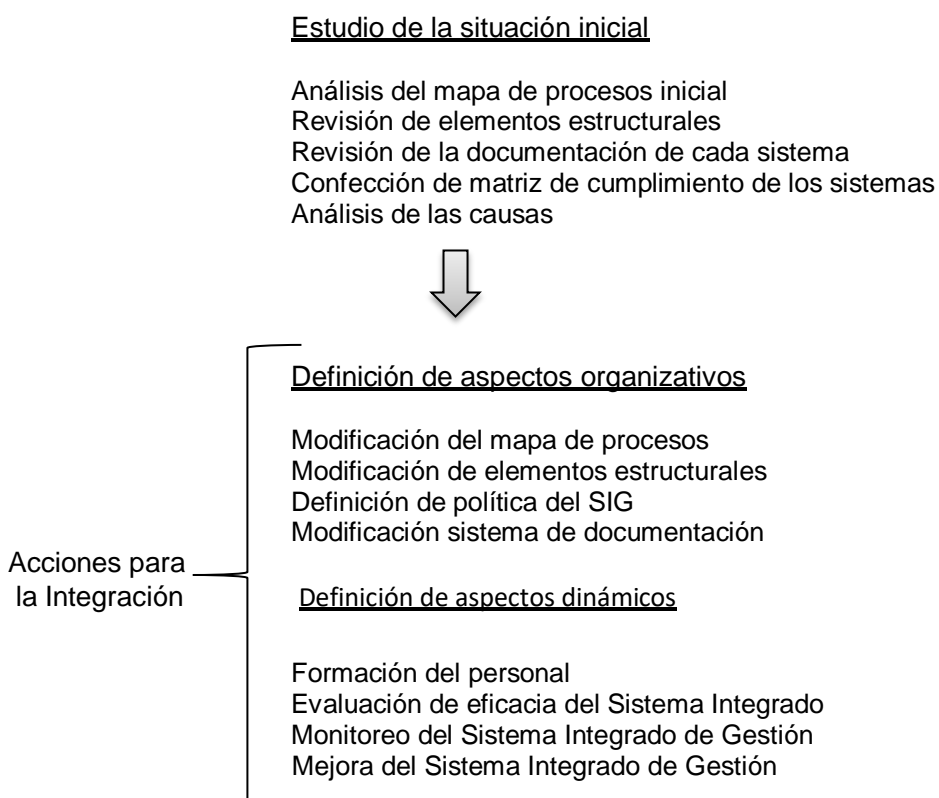 Estudio de la situación inicial
Análisis del mapa de procesos inicial
Revisión de elementos estructurales
Revisión de la documentación de cada sistema
Confección de matriz de cumplimiento de los sistemas
Análisis de las causas
Definición de aspectos organizativos
Modificación del mapa de procesos
Modificación de elementos estructurales
Definición de política del SIG
Modificación sistema de documentación
Acciones para
la Integración
Definición de aspectos dinámicos
Formación del personal
Evaluación de eficacia del Sistema Integrado
Monitoreo del Sistema Integrado de Gestión
Mejora del Sistema Integrado de Gestión